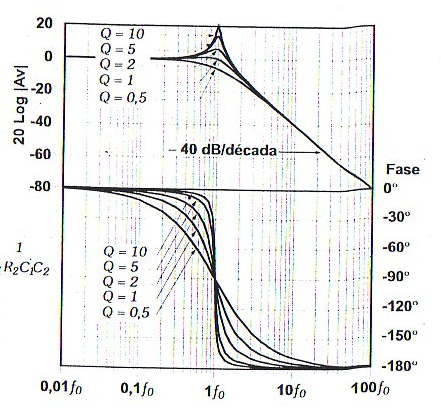 20
0
-20
-40
-60
-80
20 Log |Av|
Q = 10
Q = 5
Q = 2
Q = 1
Q = 0,5
- 40 dB/década
Fase
0º
-30º
-60º
-90º
-120º
-150º
-180º
1
R₂C₁C₂
Q = 10
Q = 5
Q = 2
Q = 1
Q = 0,5
0,01f₀ 0,1f₀ 1f₀ 10f₀ 100f₀